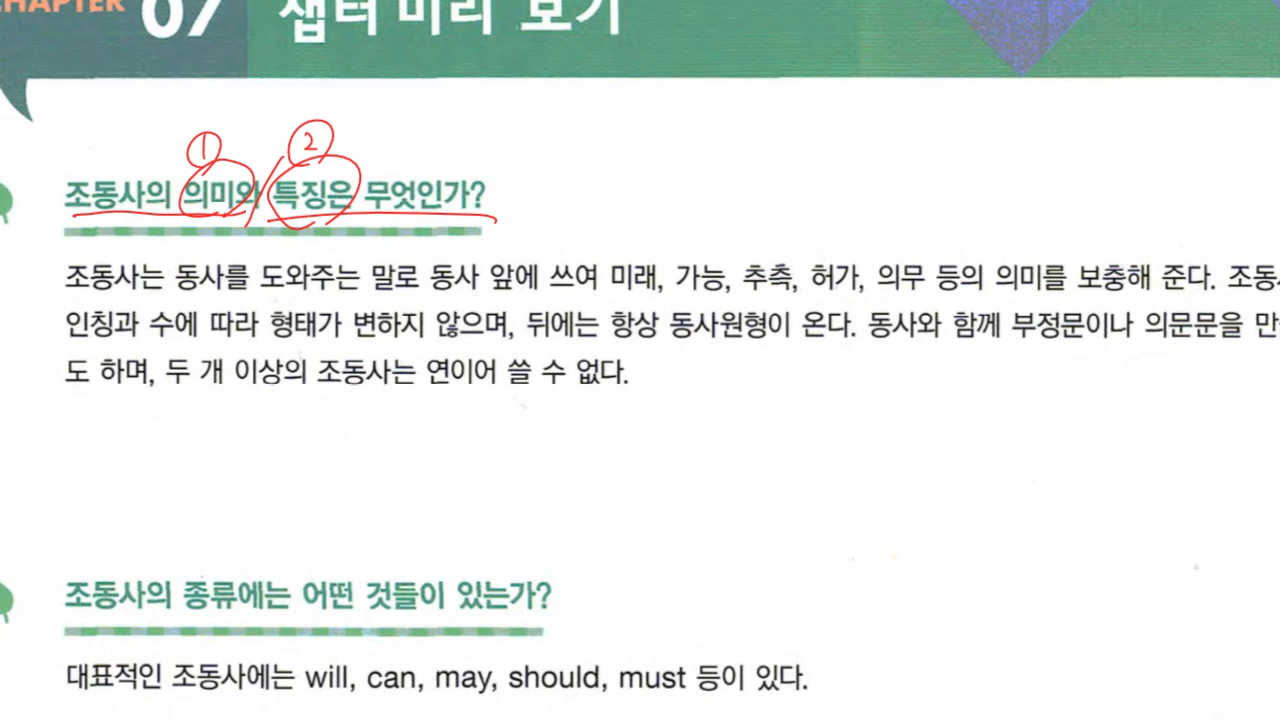 CHAPTER 07 챕터 미리 보기
① ②
조동사의 의미와 특징은 무엇인가?
조동사는 동사를 도와주는 말로 동사 앞에 쓰여 미래, 가능, 추측, 허가, 의무 등의 의미를 보충해 준다. 조동
인칭과 수에 따라 형태가 변하지 않으며, 뒤에는 항상 동사원형이 온다. 동사와 함께 부정문이나 의문문을 만
도 하며, 두 개 이상의 조동사는 연이어 쓸 수 없다.
조동사의 종류에는 어떤 것들이 있는가?
대표적인 조동사에는 will, can, may, should, must 등이 있다.